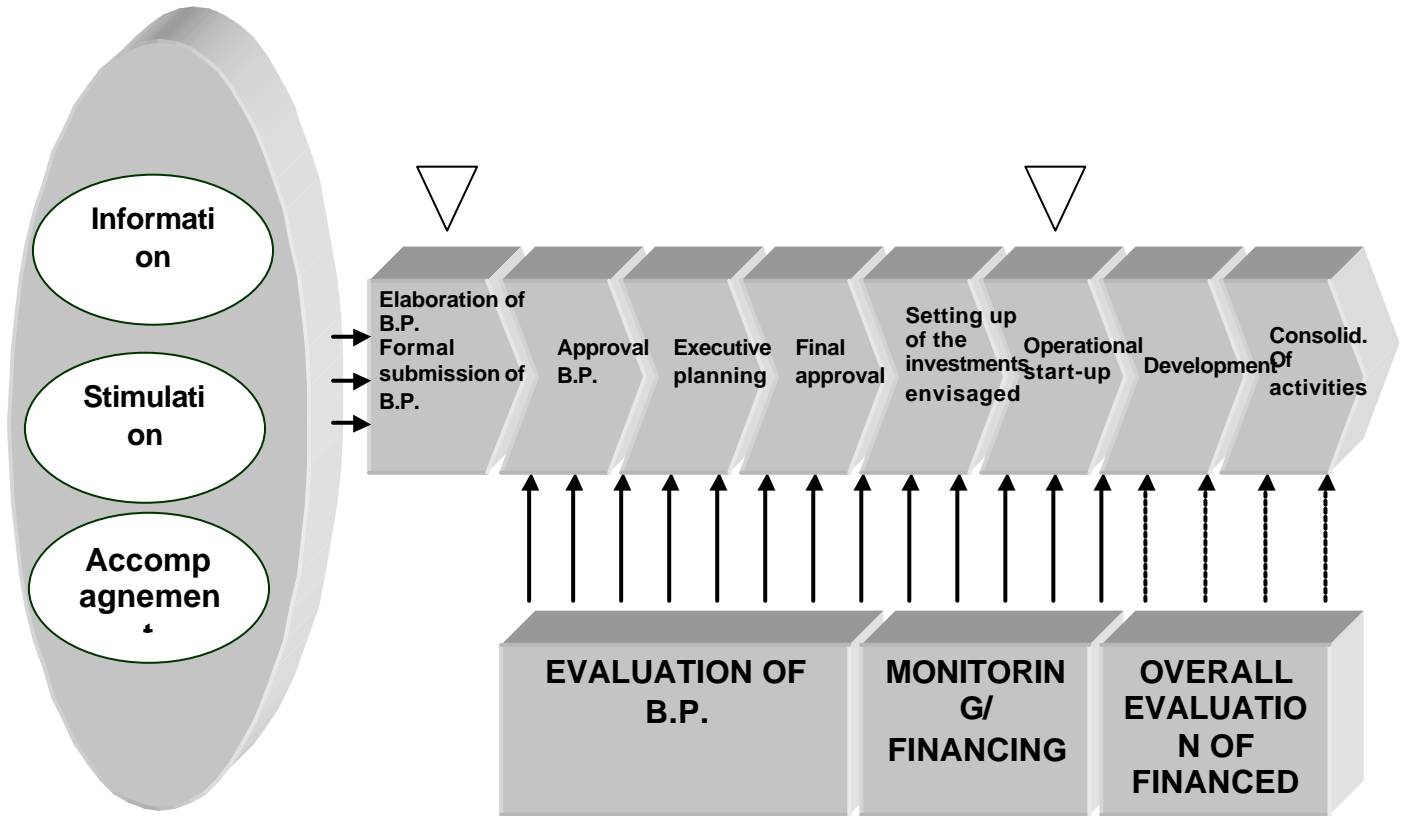 Informati
on
Stimulati
on
Accomp
agnemen
t
Elaboration of
B.P.
Formal
submission of
B.P.
Approval
B.P.
Executive
planning
Final
approval
Setting up
of the
investments
envisaged
Operational
start-up
Development
Consolid.
Of
activities
EVALUATION OF
B.P.
MONITORIN
G/
FINANCING
OVERALL
EVALUATIO
N OF
FINANCED